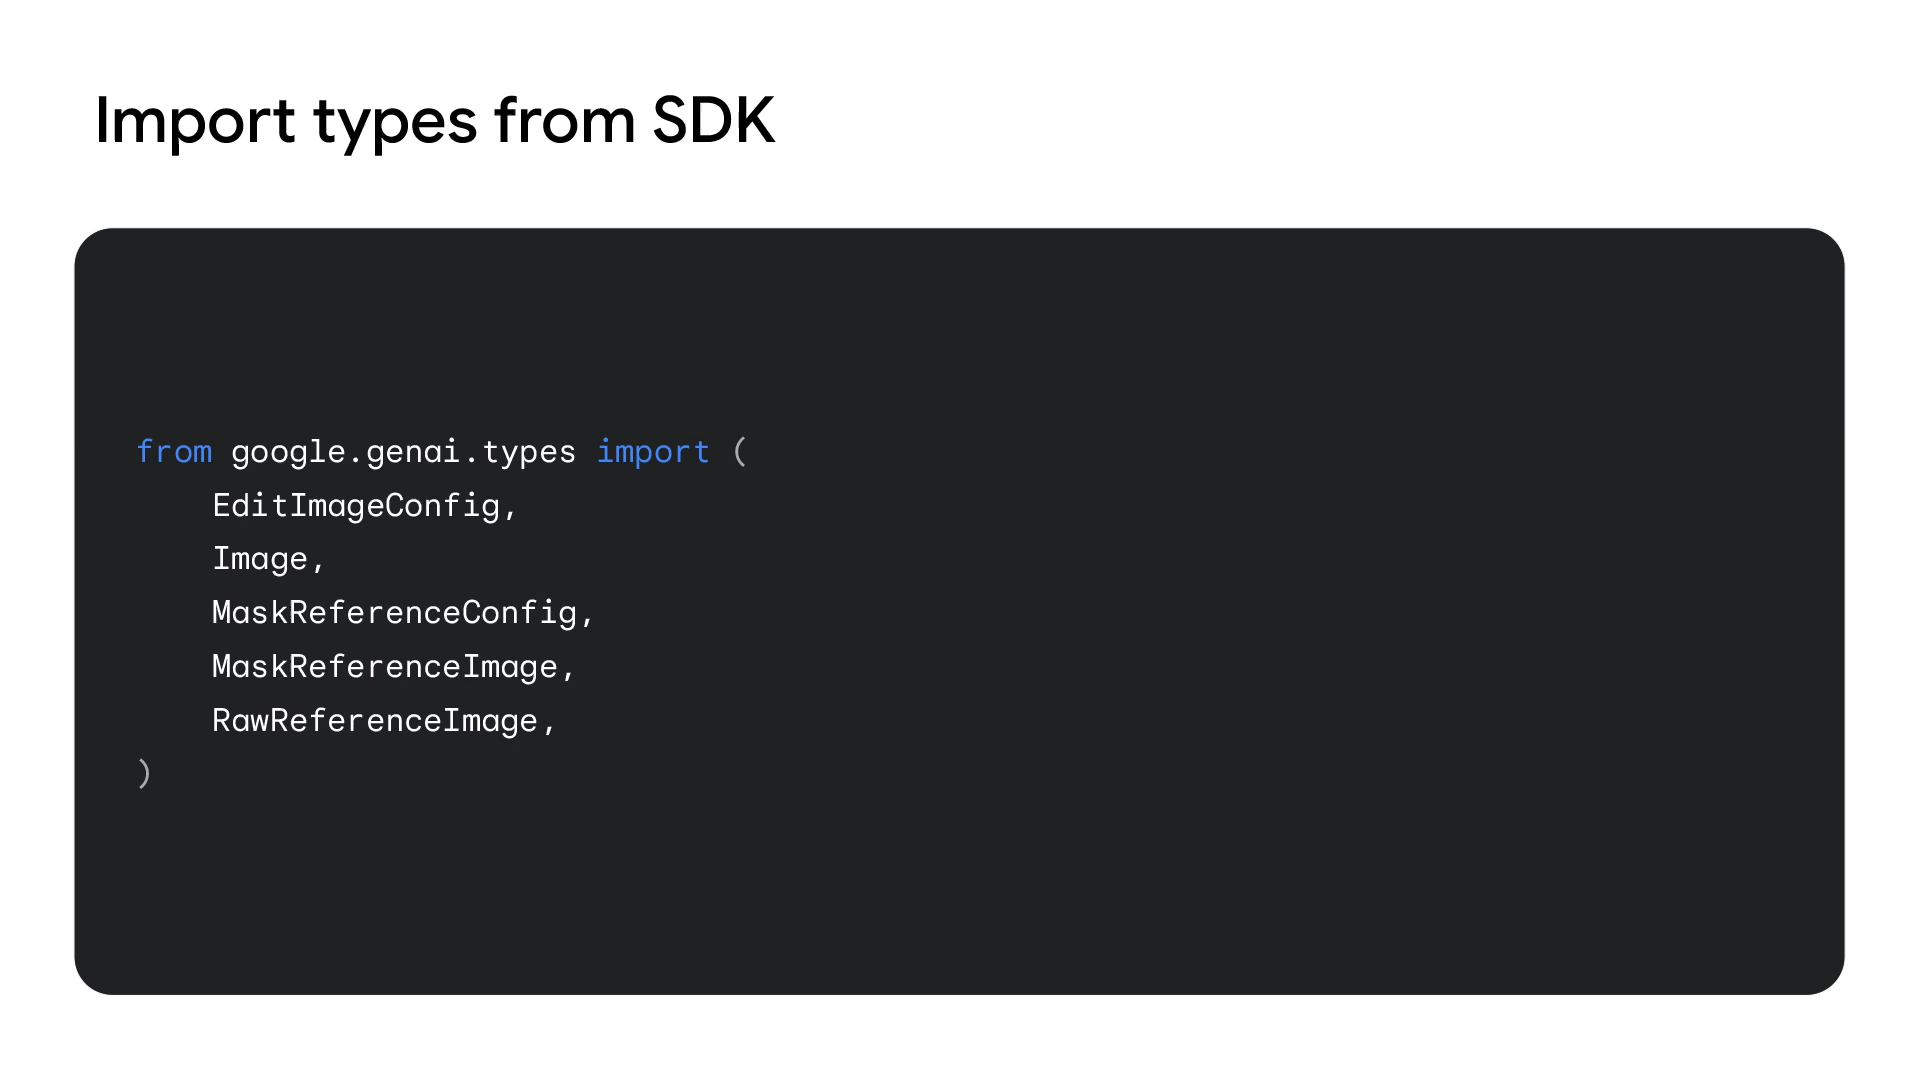 Import types from SDK
from google.genai.types import (
    EditImageConfig,
    Image,
    MaskReferenceConfig,
    MaskReferenceImage,
    RawReferenceImage,
)